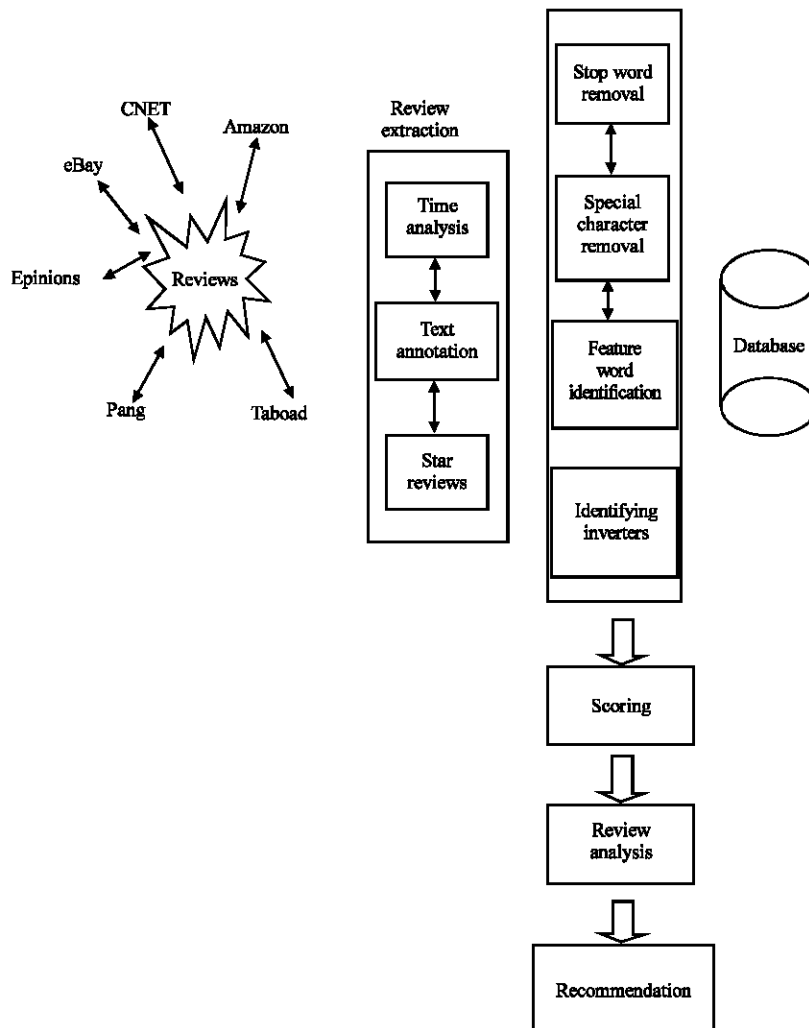 CNET
Amazon
eBay
Epinions
Reviews
Pang
Taboad
Review
extraction
Time
analysis
Text
annotation
Star
reviews
Stop word
removal
Special
character
removal
Feature
word
identification
Identifying
inverters
Database
Scoring
Review
analysis
Recommendation